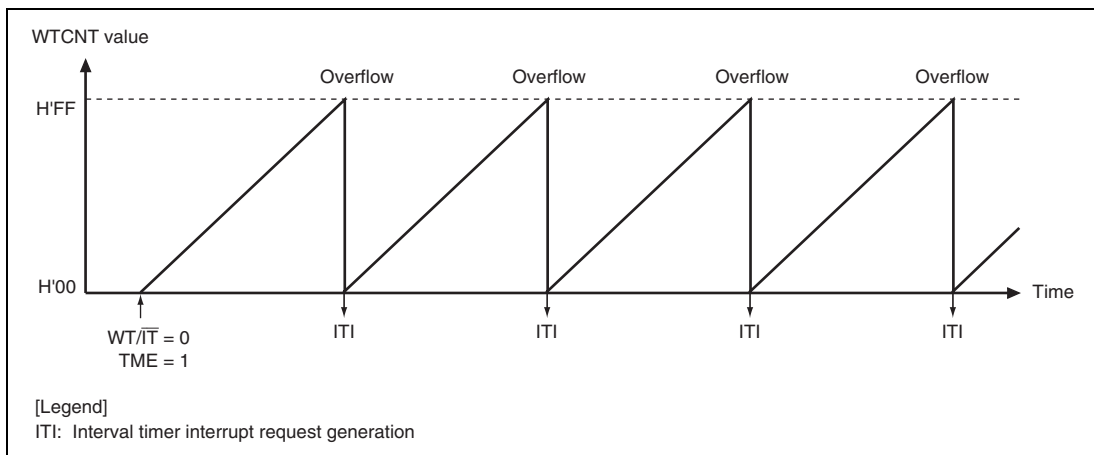 WTCNT value
Overflow Overflow Overflow Overflow
H'FF
H'00
Time
WT/I̅T̅ = 0
TME = 1
ITI ITI ITI ITI
[Legend]
ITI: Interval timer interrupt request generation